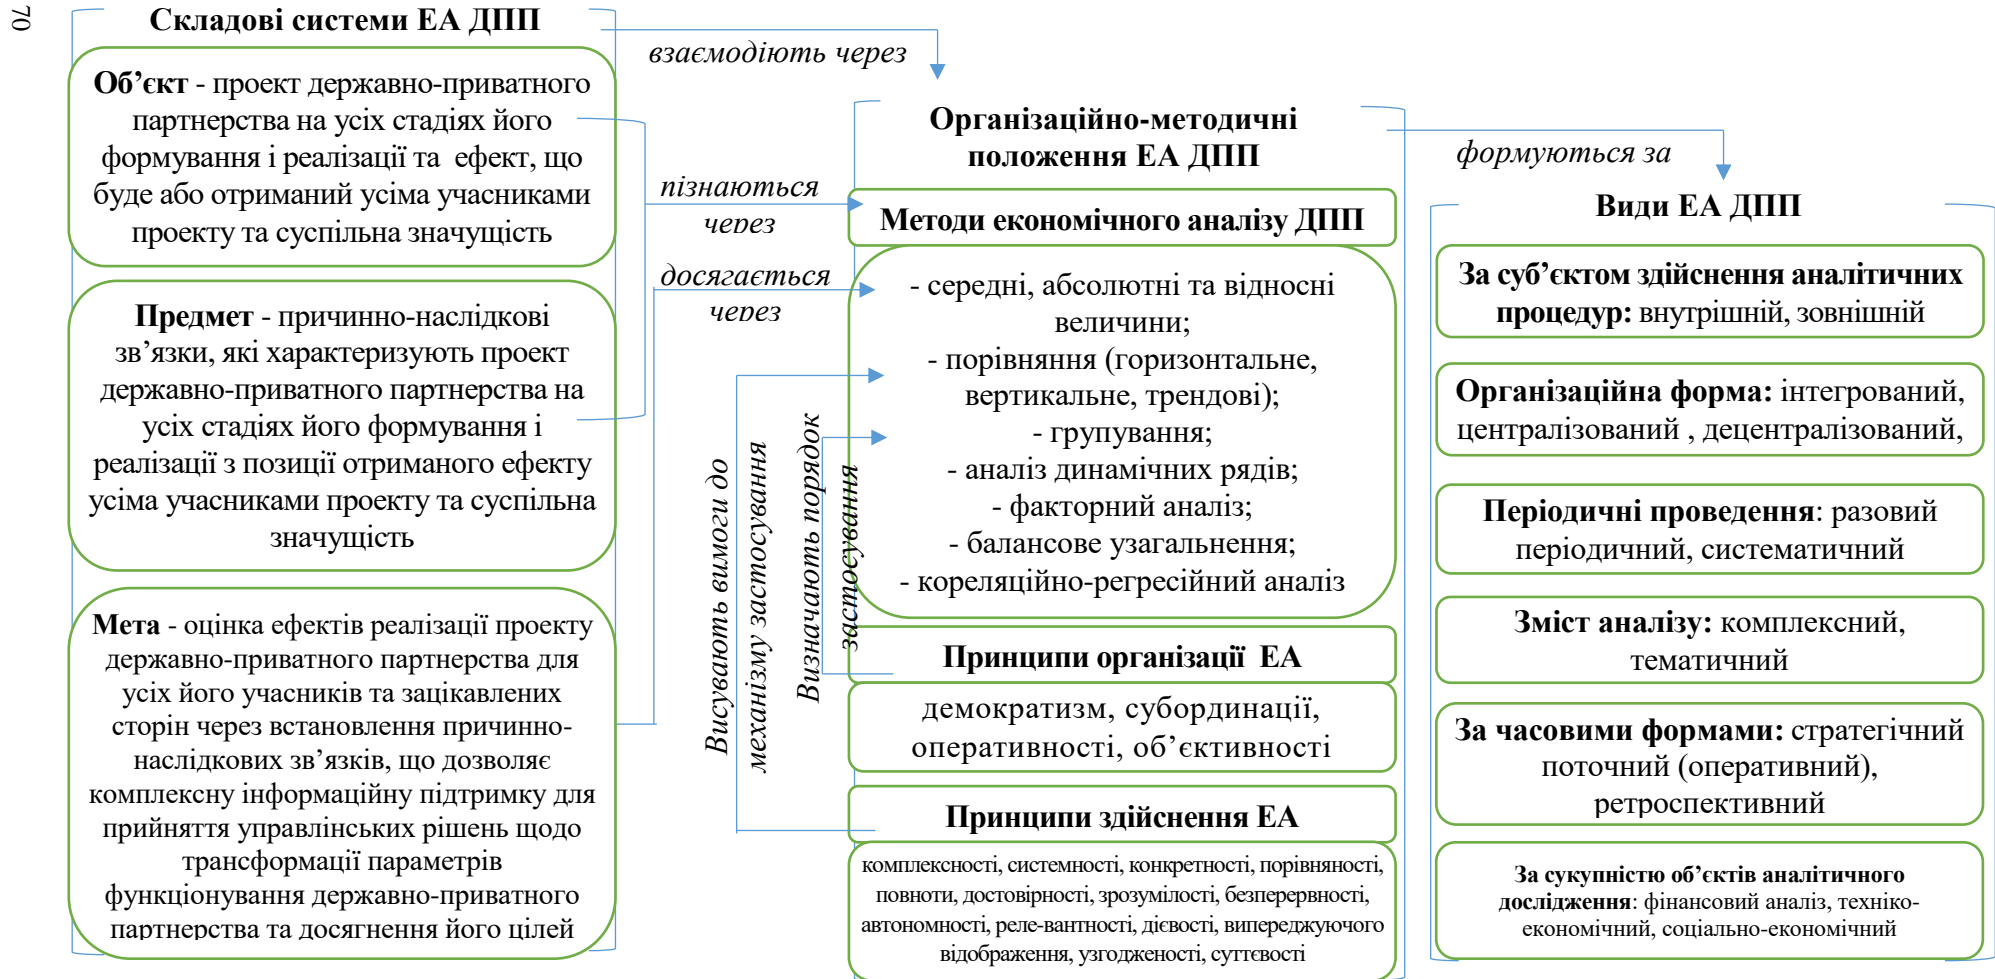 70
Складові системи ЕА ДПП
Об’єкт - проект державно-приватного
партнерства на усіх стадіях його
формування і реалізації та ефект, що
буде або отриманий усіма учасниками
проекту та суспільна значущість
Предмет - причинно-наслідкові
зв’язки, які характеризують проект
державно-приватного партнерства на
усіх стадіях його формування і
реалізації з позиції отриманого ефекту
усіма учасниками проекту та суспільна
значущість
Мета - оцінка ефектів реалізації проекту
державно-приватного партнерства для
усіх його учасників та зацікавлених
сторін через встановлення причинно-
наслідкових зв’язків, що дозволяє
комплексну інформаційну підтримку для
прийняття управлінських рішень щодо
трансформації параметрів
функціонування державно-приватного
партнерства та досягнення його цілей
взаємодіють через
пізнаються
через
досягається
через
Висувають вимоги до
механізму застосування
Визначають порядок
застосування
Організаційно-методичні
положення ЕА ДПП
Методи економічного аналізу ДПП
- середні, абсолютні та відносні
величини;
- порівняння (горизонтальне,
вертикальне, трендові);
- групування;
- аналіз динамічних рядів;
- факторний аналіз;
- балансове узагальнення;
- кореляційно-регресійний аналіз
Принципи організації ЕА
демократизм, субординації,
оперативності, об’єктивності
Принципи здійснення ЕА
комплексності, системності, конкретності, порівняності,
повноти, достовірності, зрозумілості, безперервності,
автономності, реле-вантності, дієвості, випереджуючого
відображення, узгодженості, суттєвості
формуються за
Види ЕА ДПП
За суб’єктом здійснення аналітичних
процедур: внутрішній, зовнішній
Організаційна форма: інтегрований,
централізований , децентралізований,
Періодичні проведення: разовий
періодичний, систематичний
Зміст аналізу: комплексний,
тематичний
За часовими формами: стратегічний
поточний (оперативний),
ретроспективний
За сукупністю об’єктів аналітичного
дослідження: фінансовий аналіз, техніко-
економічний, соціально-економічний